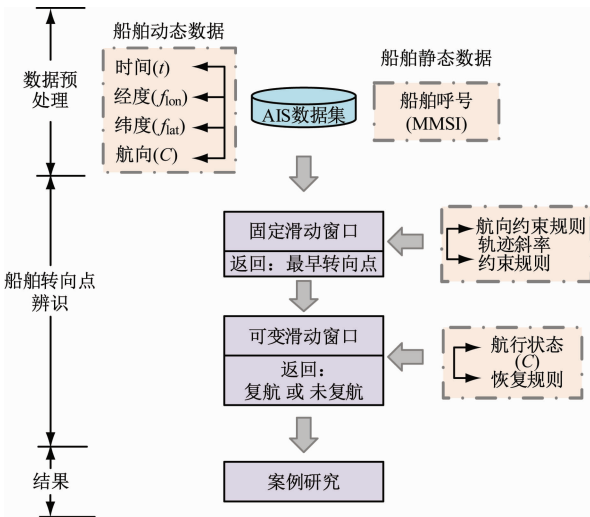 船舶动态数据
时间(t)
经度(flon)
纬度(flat)
航向(C)
AIS数据集
船舶静态数据
船舶呼号
(MMSI)
数据预
处理
固定滑动窗口
返回：最早转向点
航向约束规则
轨迹斜率
约束规则
船舶转向点
辨识
可变滑动窗口
返回：
复航 或 未复航
航行状态
(C)
恢复规则
结果
案例研究